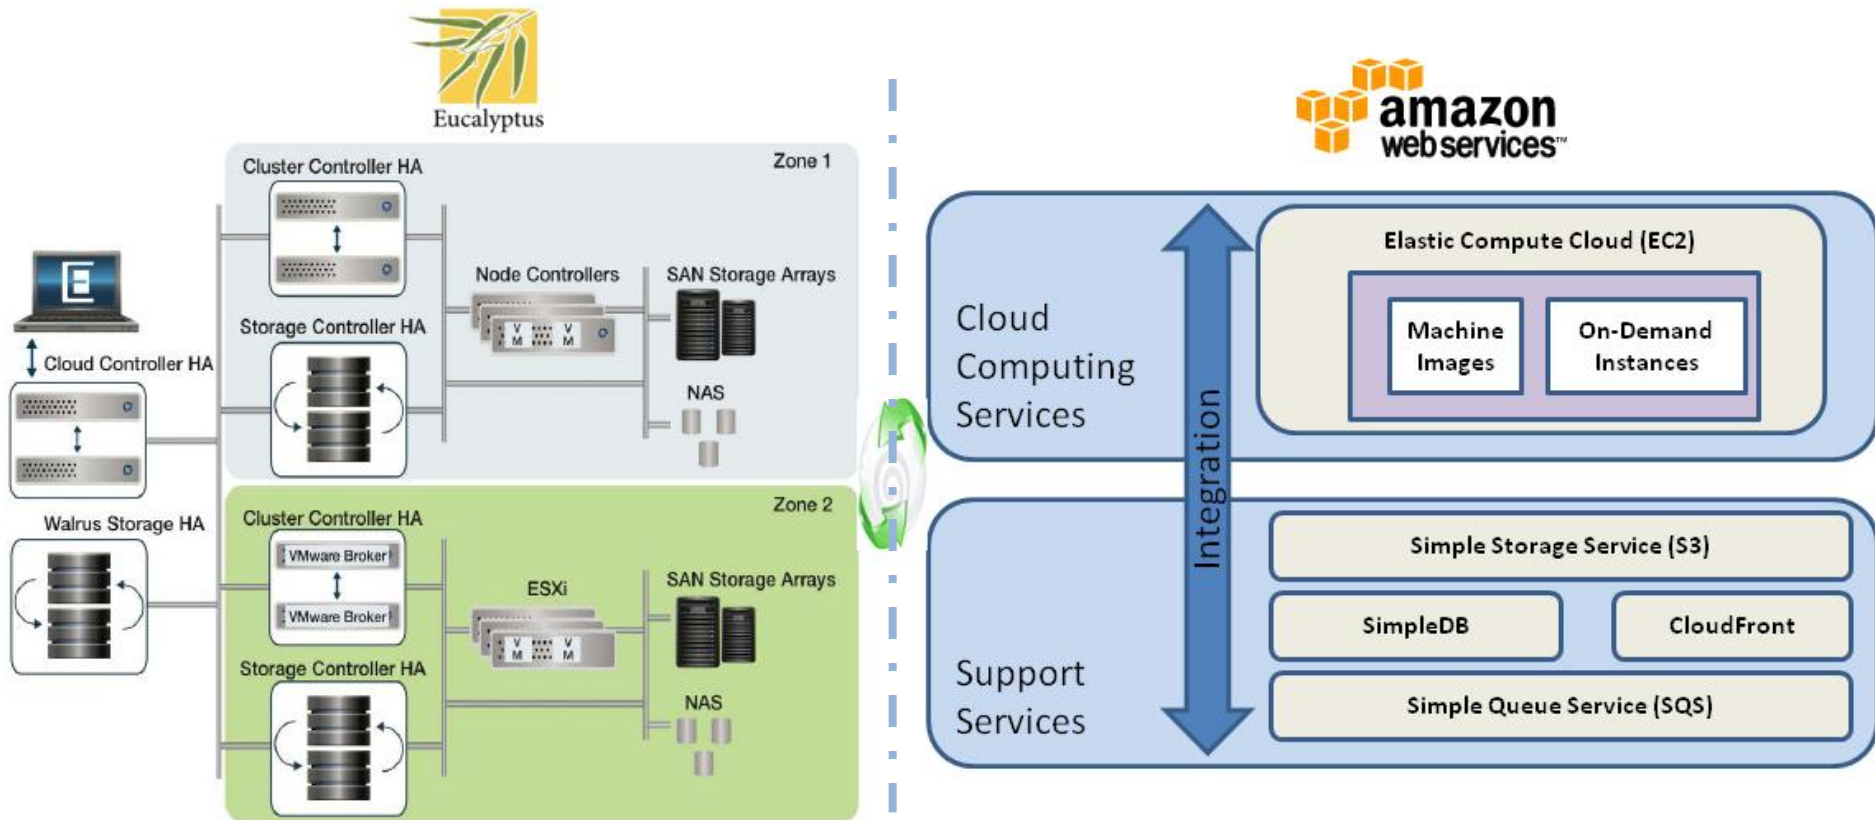 Eucalyptus
Zone 1
Cluster Controller HA
Node Controllers
SAN Storage Arrays
Storage Controller HA
NAS
E
Cloud Controller HA
V V
M M
Walrus Storage HA
Zone 2
Cluster Controller HA
VMware Broker
VMware Broker
ESXi
SAN Storage Arrays
V V
M M
Storage Controller HA
NAS
amazon
webservices™
Cloud
Computing
Services
Integration
Elastic Compute Cloud (EC2)
Machine
Images
On-Demand
Instances
Support
Services
Simple Storage Service (S3)
SimpleDB
CloudFront
Simple Queue Service (SQS)